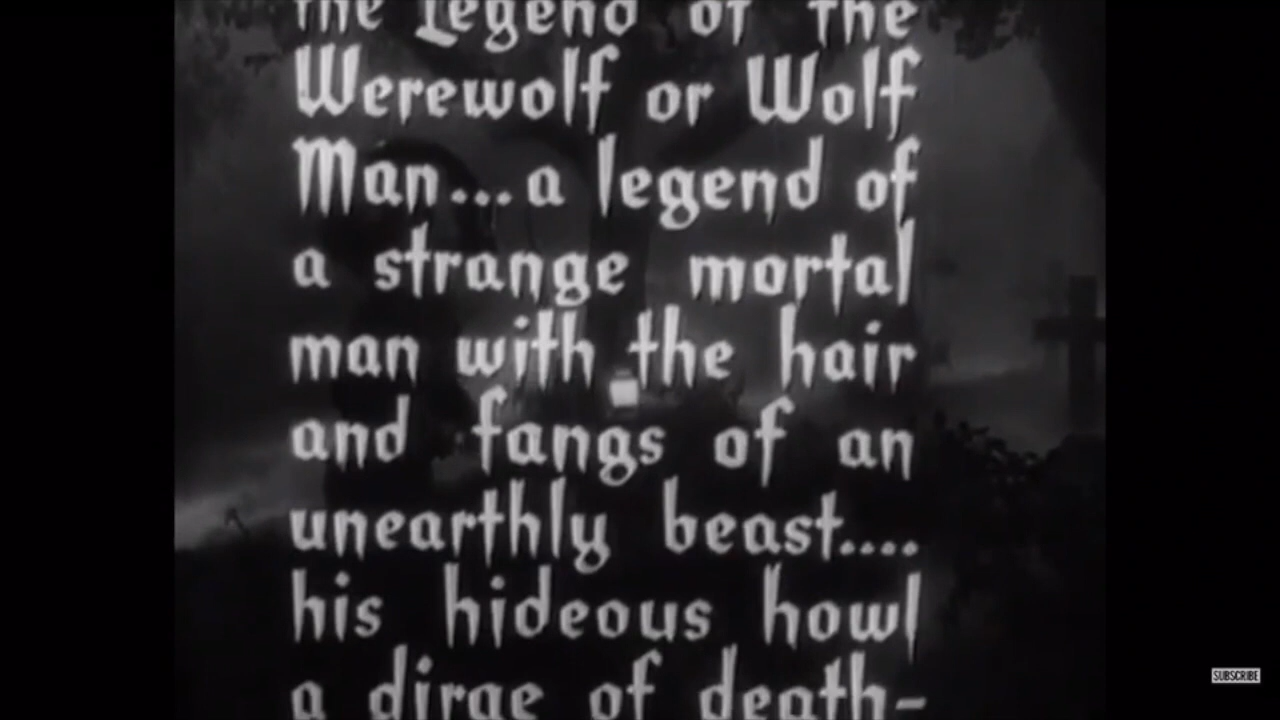 the Legend of the
Werewolf or Wolf
Man...a legend of
a strange mortal
man with the hair
and fangs of an
unearthly beast....
his hideous howl
a dirge of death-
SUBSCRIBE